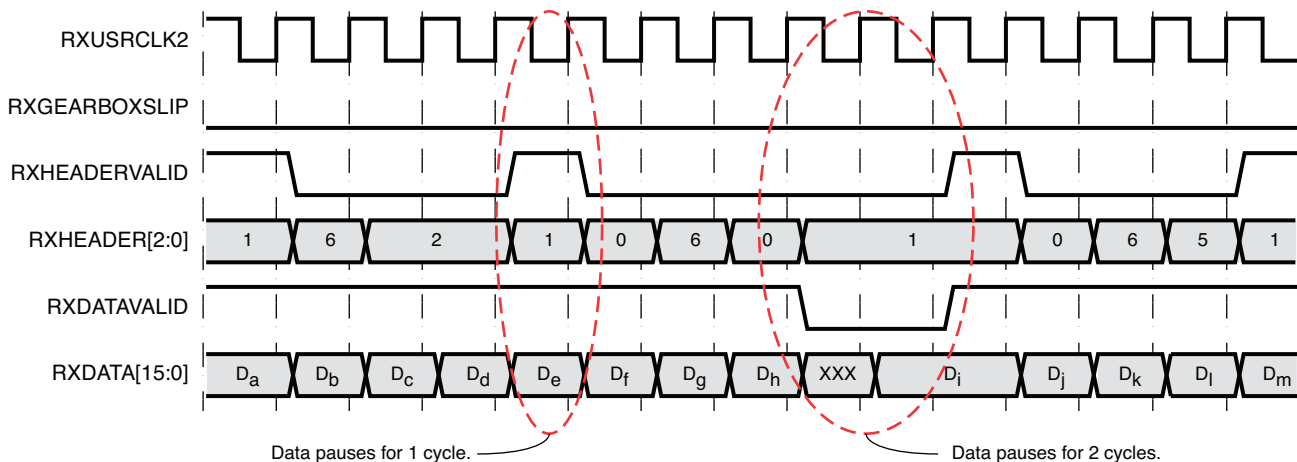 RXUSRCLK2
RXGEARBOXSLIP
RXHEADERVALID
RXHEADER[2:0] 1 6 2 1 0 6 0 1 0 6 5 1
RXDATAVALID
RXDATA[15:0] Da Db Dc Dd De Df Dg Dh XXX Di Dj Dk Dl Dm
Data pauses for 1 cycle. Data pauses for 2 cycles.